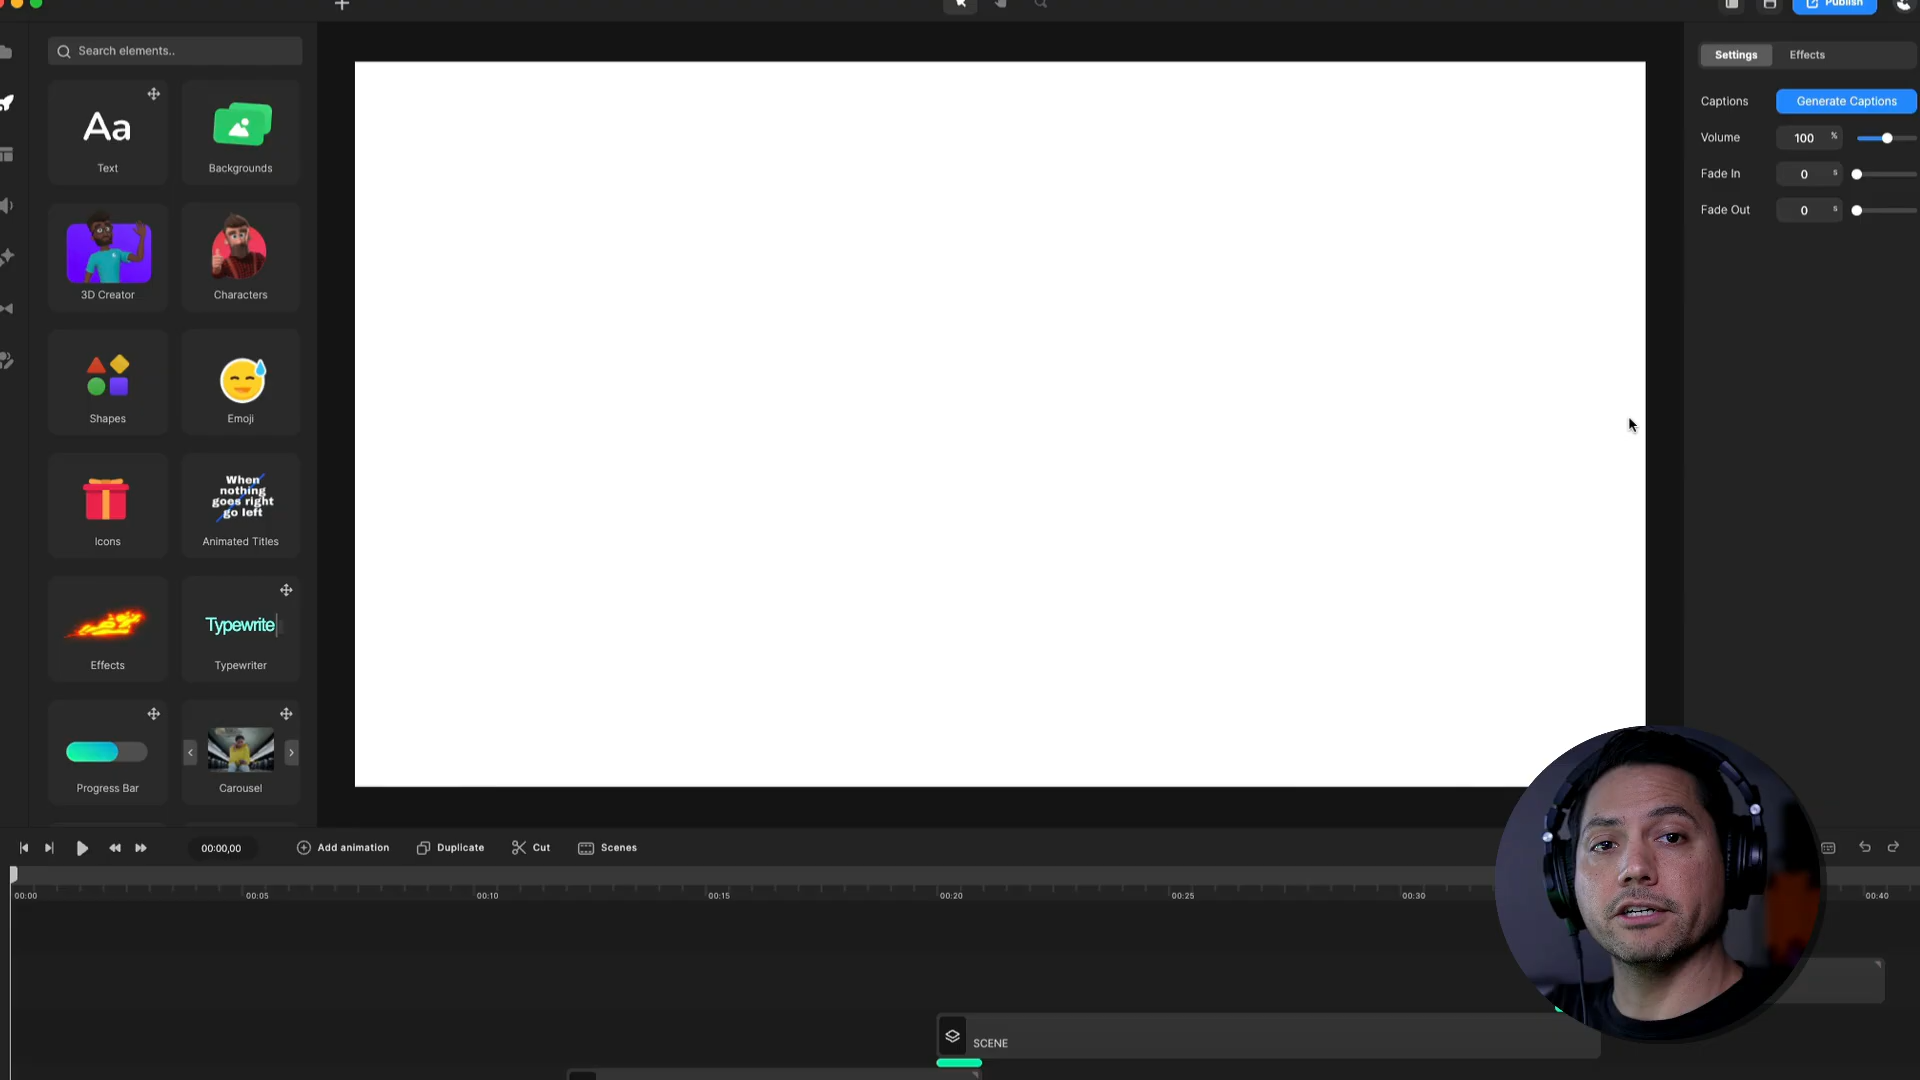 Publish
Search elements..
Settings
Effects
Aa
Text
Backgrounds
Captions
Generate Captions
Volume
100
%
Fade In
0
s
Fade Out
0
s
3D Creator
Characters
Shapes
Emoji
When
nothing
goes right
go left
Icons
Animated Titles
Typewrite
Effects
Typewriter
Progress Bar
Carousel
00:00,00
Add animation
Duplicate
Cut
Scenes
00:00
00:05
00:10
00:15
00:20
00:25
00:30
00:40
SCENE